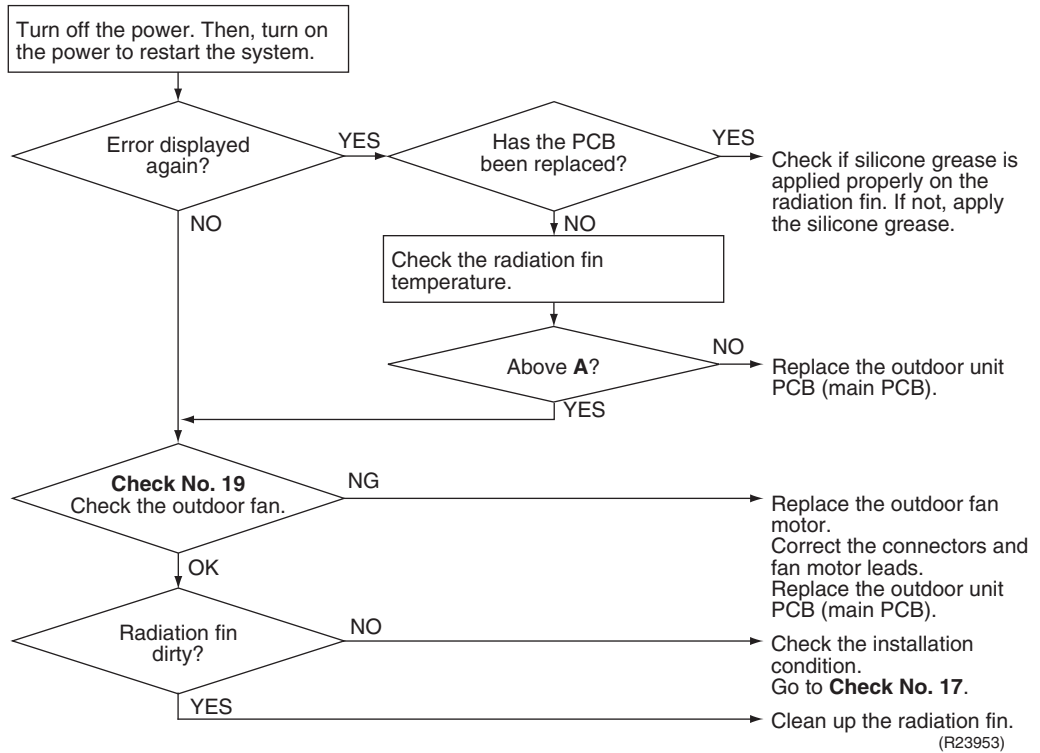 Turn off the power. Then, turn on
the power to restart the system.
Error displayed
again?
YES
NO
Has the PCB
been replaced?
YES
Check if silicone grease is
applied properly on the
radiation fin. If not, apply
the silicone grease.
NO
Check the radiation fin
temperature.
Above A?
NO
Replace the outdoor unit
PCB (main PCB).
YES
Check No. 19
Check the outdoor fan.
NG
Replace the outdoor fan
motor.
Correct the connectors and
fan motor leads.
Replace the outdoor unit
PCB (main PCB).
OK
Radiation fin
dirty?
NO
Check the installation
condition.
Go to Check No. 17.
YES
Clean up the radiation fin.
(R23953)